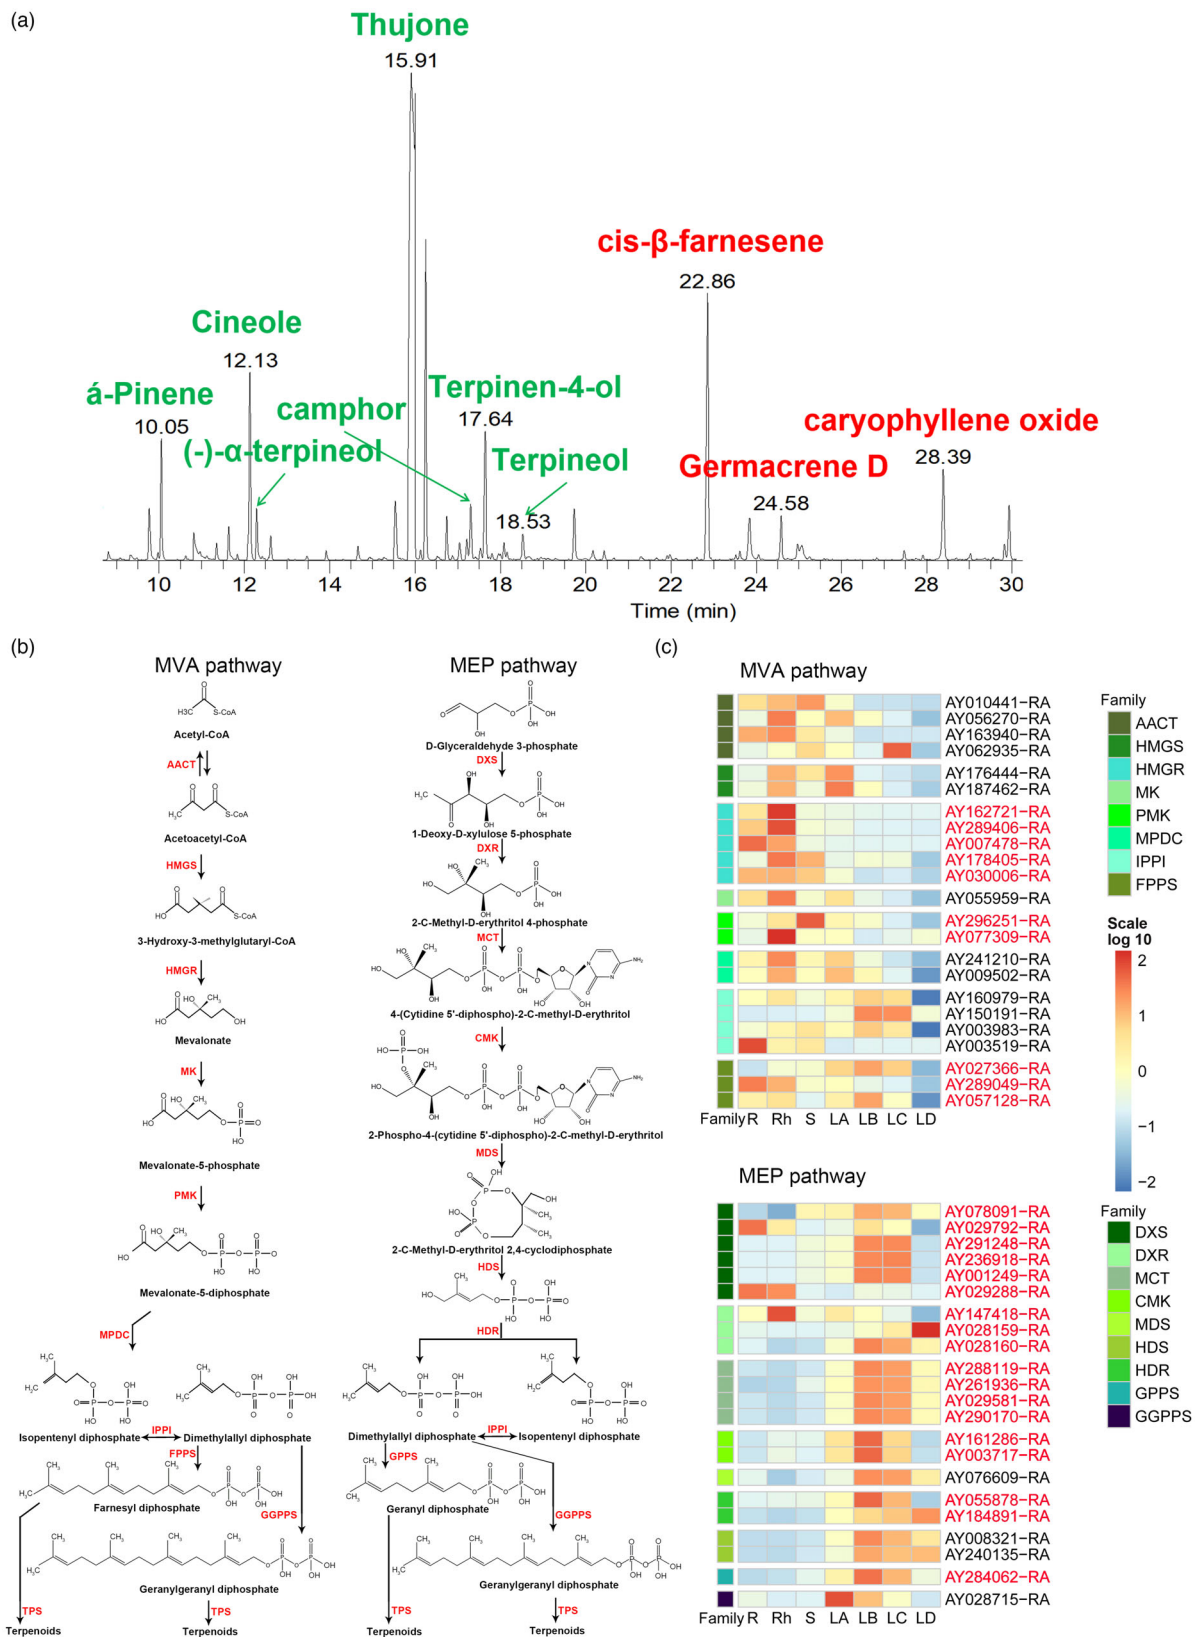 (a)
Thujone
15.91
cis-β-farnesene
22.86
Cineole
12.13
á-Pinene
10.05
camphor
Terpinen-4-ol
17.64
(-)-α-terpineol
Terpineol
18.53
caryophyllene oxide
28.39
Germacrene D
24.58
10 12 14 16 18 20 22 24 26 28 30
Time (min)
(b)
MVA pathway
Acetyl-CoA
AACT
Acetoacetyl-CoA
HMGS
3-Hydroxy-3-methylglutaryl-CoA
HMGR
Mevalonate
MK
Mevalonate-5-phosphate
PMK
Mevalonate-5-diphosphate
MPDC
Isopentenyl diphosphate
IPPI
Dimethylallyl diphosphate
FPPS
Farnesyl diphosphate
GGPPS
Geranylgeranyl diphosphate
TPS
Terpenoids
TPS
Terpenoids
MEP pathway
D-Glyceraldehyde 3-phosphate
DXS
1-Deoxy-D-xylulose 5-phosphate
DXR
2-C-Methyl-D-erythritol 4-phosphate
MCT
4-(Cytidine 5'-diphospho)-2-C-methyl-D-erythritol
CMK
2-Phospho-4-(cytidine 5'-diphospho)-2-C-methyl-D-erythritol
MDS
2-C-Methyl-D-erythritol 2,4-cyclodiphosphate
HDS
HDR
Dimethylallyl diphosphate
IPPI
Isopentenyl diphosphate
GPPS
Geranyl diphosphate
GGPPS
Geranylgeranyl diphosphate
TPS
Terpenoids
TPS
Terpenoids
(c)
MVA pathway
AY010441−RA
AY056270−RA
AY163940−RA
AY062935−RA
AY176444−RA
AY187462−RA
AY162721−RA
AY289406−RA
AY007478−RA
AY178405−RA
AY030006−RA
AY055959−RA
AY296251−RA
AY077309−RA
AY241210−RA
AY009502−RA
AY160979−RA
AY150191−RA
AY003983−RA
AY003519−RA
AY027366−RA
AY289049−RA
AY057128−RA
Family R Rh S LA LB LC LD
Family
AACT
HMGS
HMGR
MK
PMK
MPDC
IPPI
FPPS
Scale
log 10
2
1
0
−1
−2
MEP pathway
AY078091−RA
AY029792−RA
AY291248−RA
AY236918−RA
AY001249−RA
AY029288−RA
AY147418−RA
AY028159−RA
AY028160−RA
AY288119−RA
AY261936−RA
AY029581−RA
AY290170−RA
AY161286−RA
AY003717−RA
AY076609−RA
AY055878−RA
AY184891−RA
AY008321−RA
AY240135−RA
AY284062−RA
AY028715−RA
Family R Rh S LA LB LC LD
Family
DXS
DXR
MCT
CMK
MDS
HDS
HDR
GPPS
GGPPS